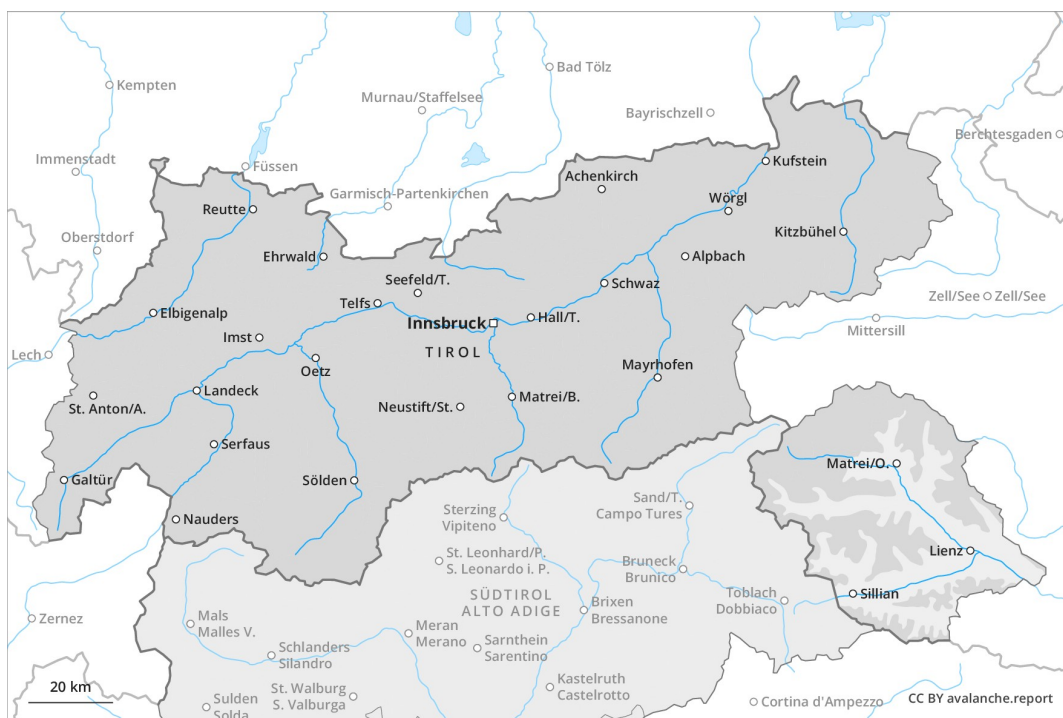 Kempten
Bad Tölz
Murnau/Staffelsee
Bayrischzell
Berchtesgaden
Immenstadt
Füssen
Kufstein
Achenkirch
Garmisch-Partenkirchen
Wörgl
Reutte
Kitzbühel
Oberstdorf
Ehrwald
Alpbach
Seefeld/T.
Schwaz
Zell/See
Zell/See
Telfs
Elbigenalp
Innsbruck
Hall/T.
Mittersill
Imst
TIROL
Lech
Oetz
Mayrhofen
Landeck
St. Anton/A.
Neustift/St.
Matrei/B.
Serfaus
Matrei/O.
Galtür
Sölden
Sand/T.
Campo Tures
Sterzing
Vipiteno
Nauders
Lienz
St. Leonhard/P.
S. Leonardo i. P.
Bruneck
Brunico
SÜDTIROL
ALTO ADIGE
Sillian
Toblach
Dobbiaco
Brixen
Bressanone
Zernez
Mals
Malles V.
Meran
Merano
Sarnthein
Sarentino
Schlanders
Silandro
20 km
St. Walburg
S. Valburga
Kastelruth
Castelrotto
Sulden
Solda
Cortina d'Ampezzo
CC BY avalanche.report